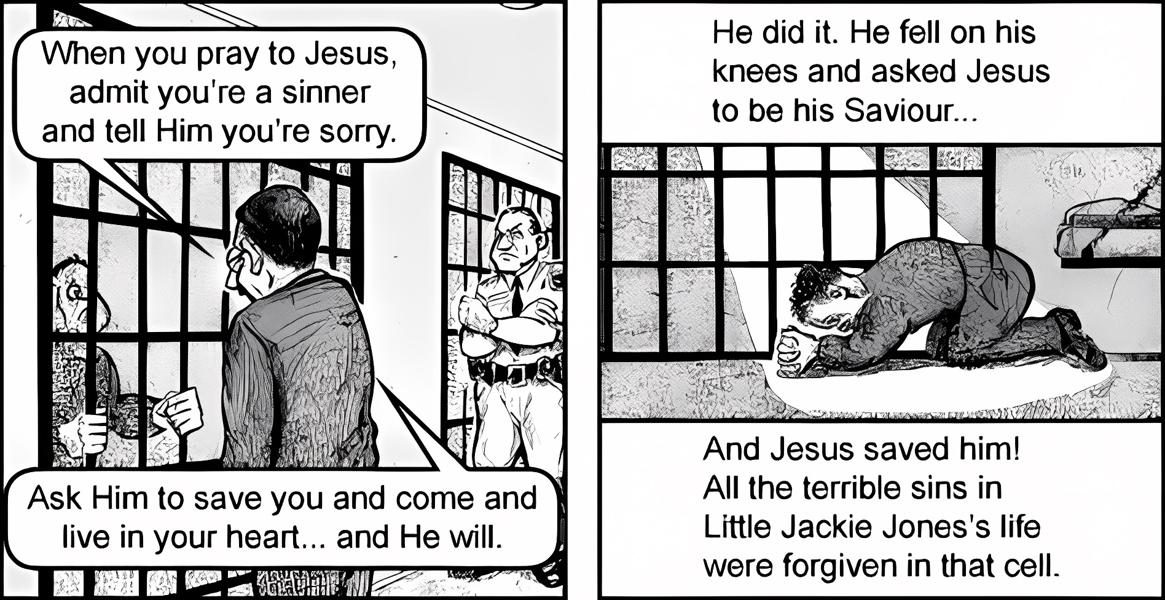 When you pray to Jesus,
admit you're a sinner
and tell Him you're sorry.
Ask Him to save you and come and
live in your heart... and He will.
He did it. He fell on his
knees and asked Jesus
to be his Saviour...
And Jesus saved him!
All the terrible sins in
Little Jackie Jones's life
were forgiven in that cell.